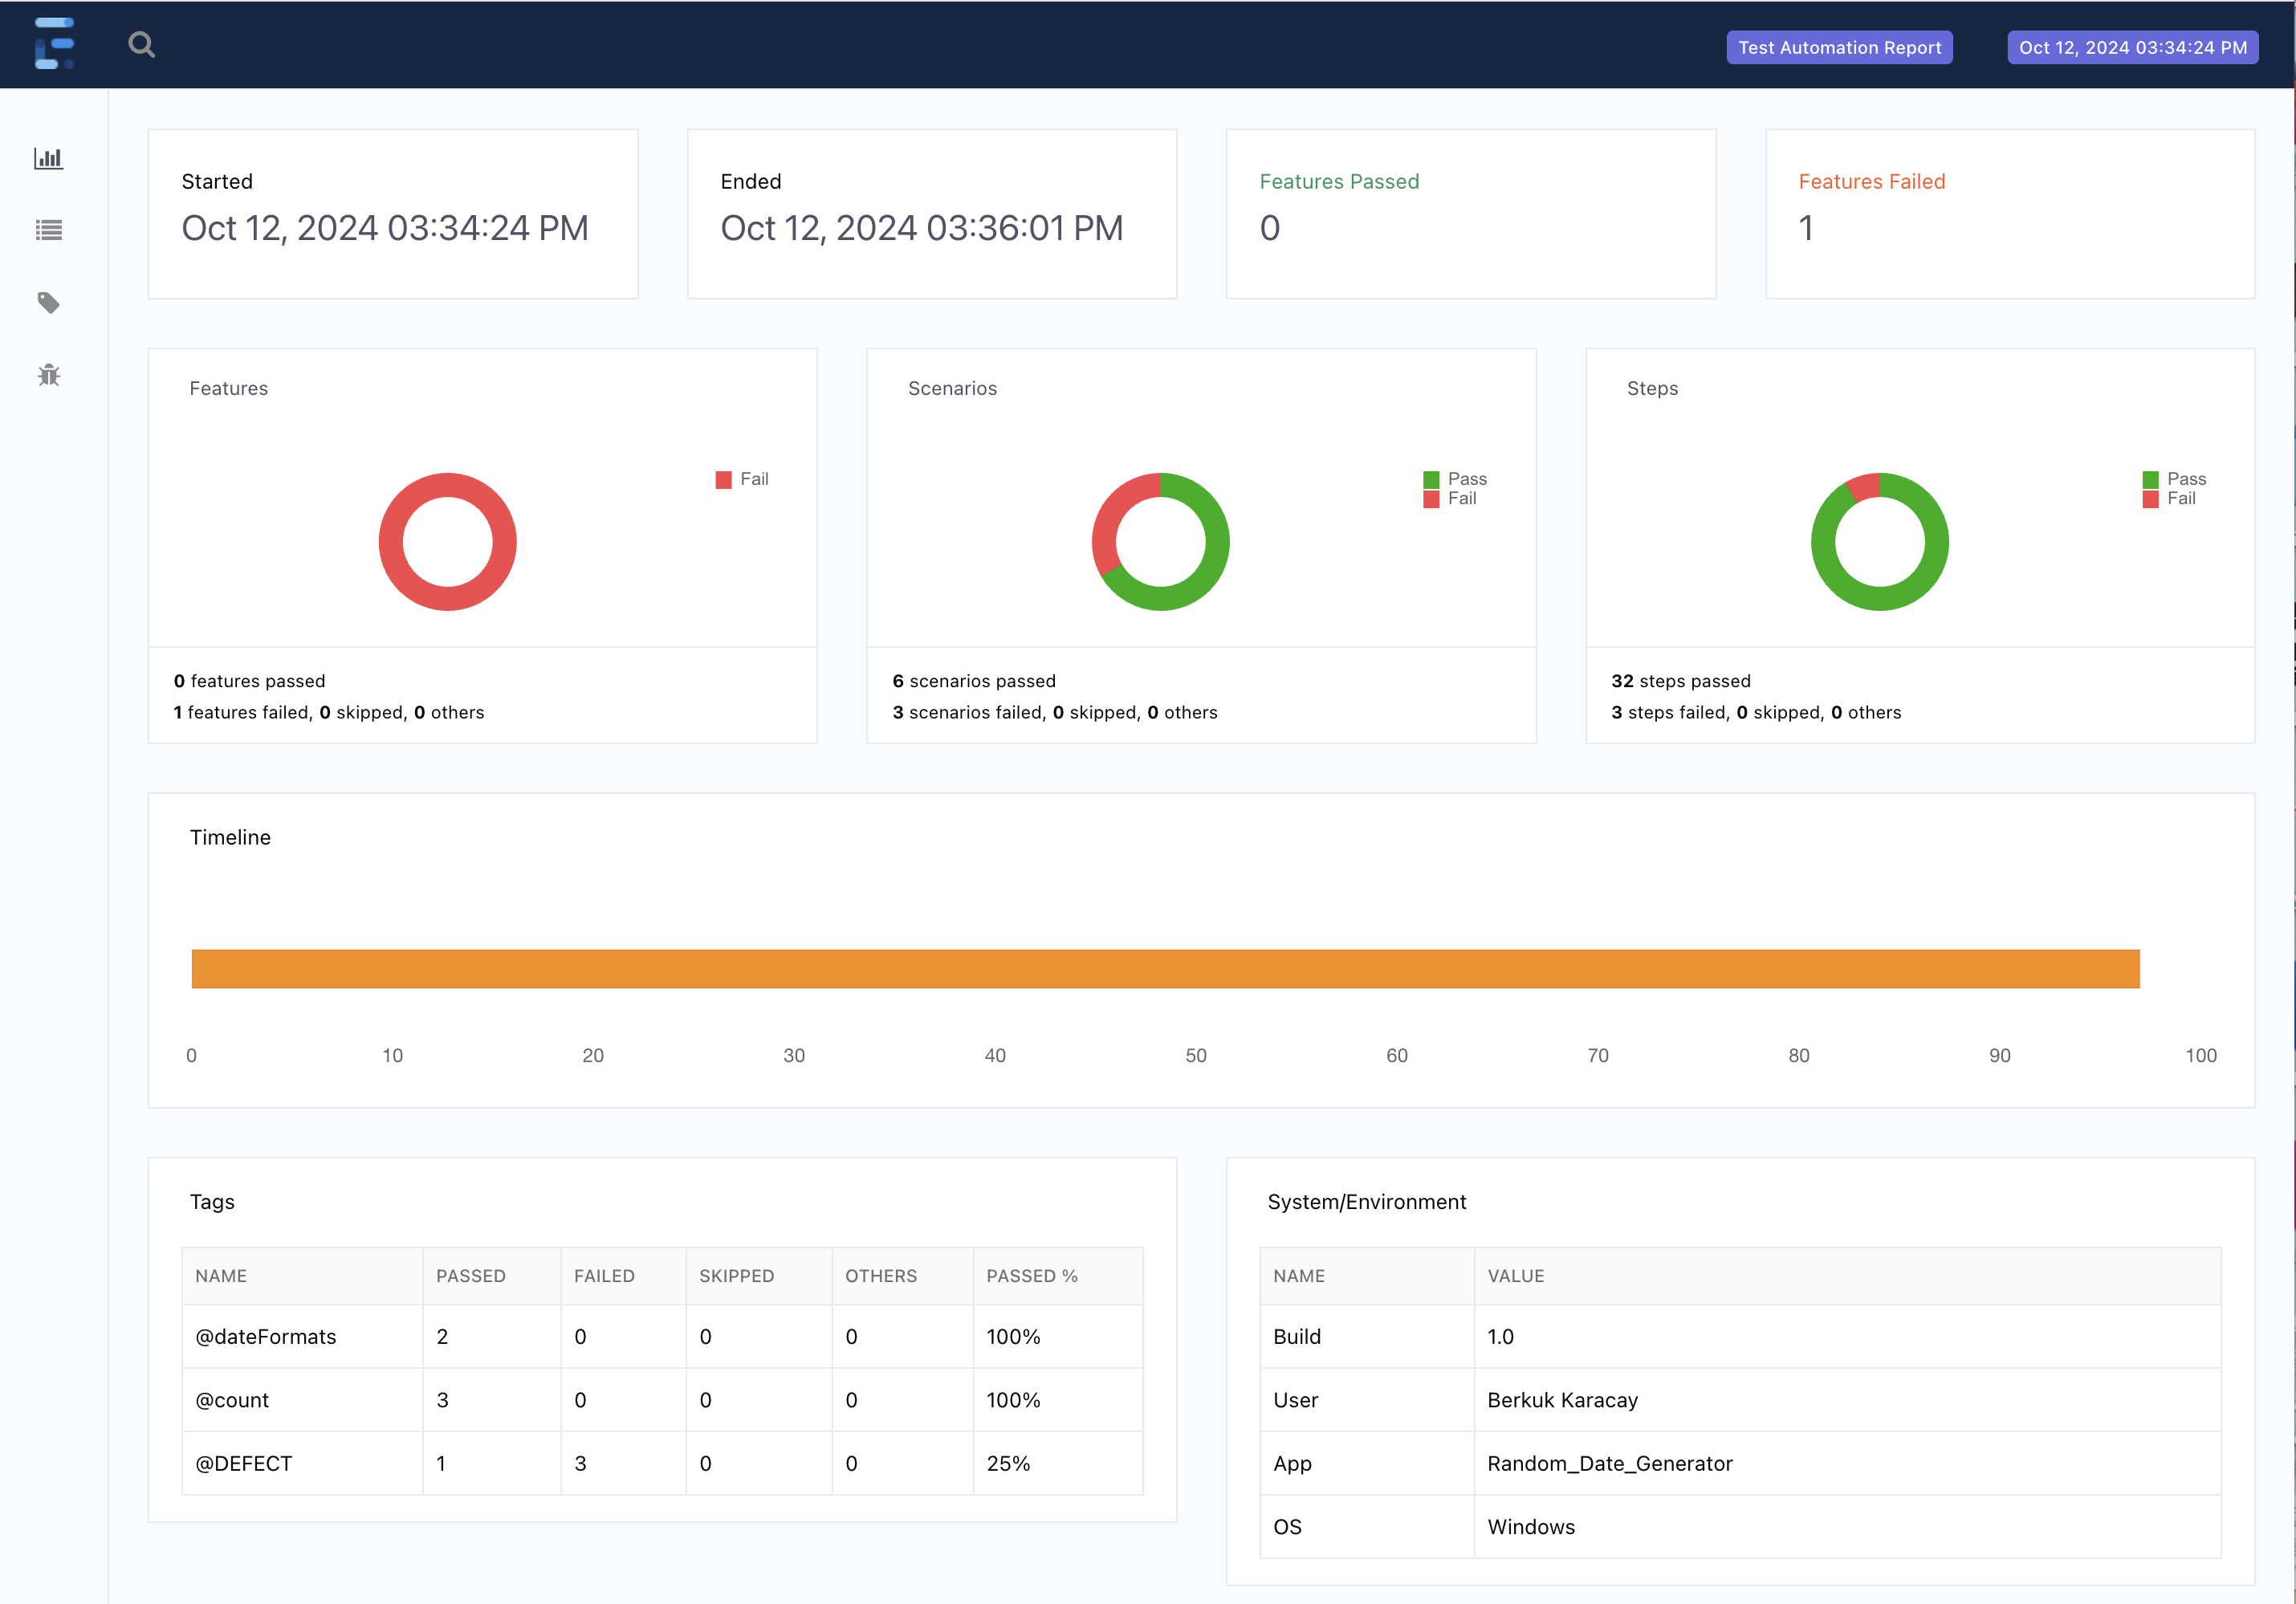 Test Automation Report
Oct 12, 2024 03:34:24 PM
Started
Oct 12, 2024 03:34:24 PM
Ended
Oct 12, 2024 03:36:01 PM
Features Passed
0
Features Failed
1
Features
Fail
0 features passed
1 features failed, 0 skipped, 0 others
Scenarios
Pass
Fail
6 scenarios passed
3 scenarios failed, 0 skipped, 0 others
Steps
Pass
Fail
32 steps passed
3 steps failed, 0 skipped, 0 others
Timeline
0 10 20 30 40 50 60 70 80 90 100
Tags
NAME PASSED FAILED SKIPPED OTHERS PASSED %
@dateFormats 2 0 0 0 100%
@count 3 0 0 0 100%
@DEFECT 1 3 0 0 25%
System/Environment
NAME VALUE
Build 1.0
User Berkuk Karacay
App Random_Date_Generator
OS Windows